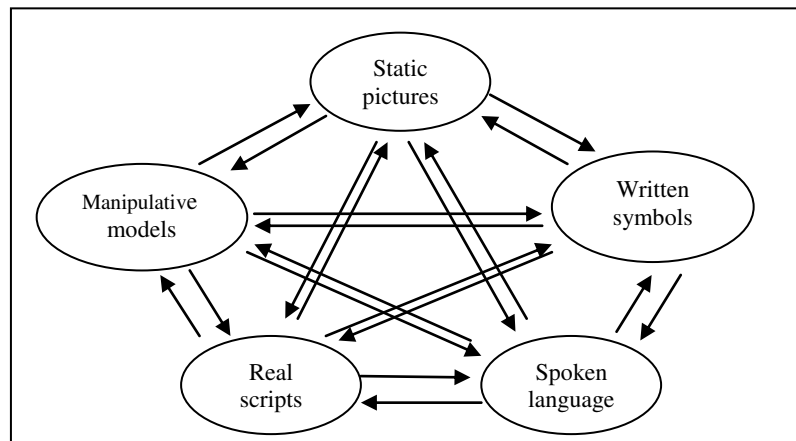 Static
pictures
Manipulative
models
Written
symbols
Real
scripts
Spoken
language